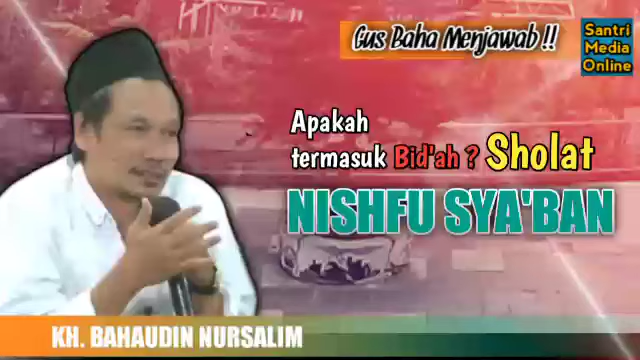 Gus Baha Menjawab !!
Santri
Media
Online
Apakah
termasuk Bid'ah ? Sholat
NISHFU SYA'BAN
KH. BAHAUDIN NURSALIM